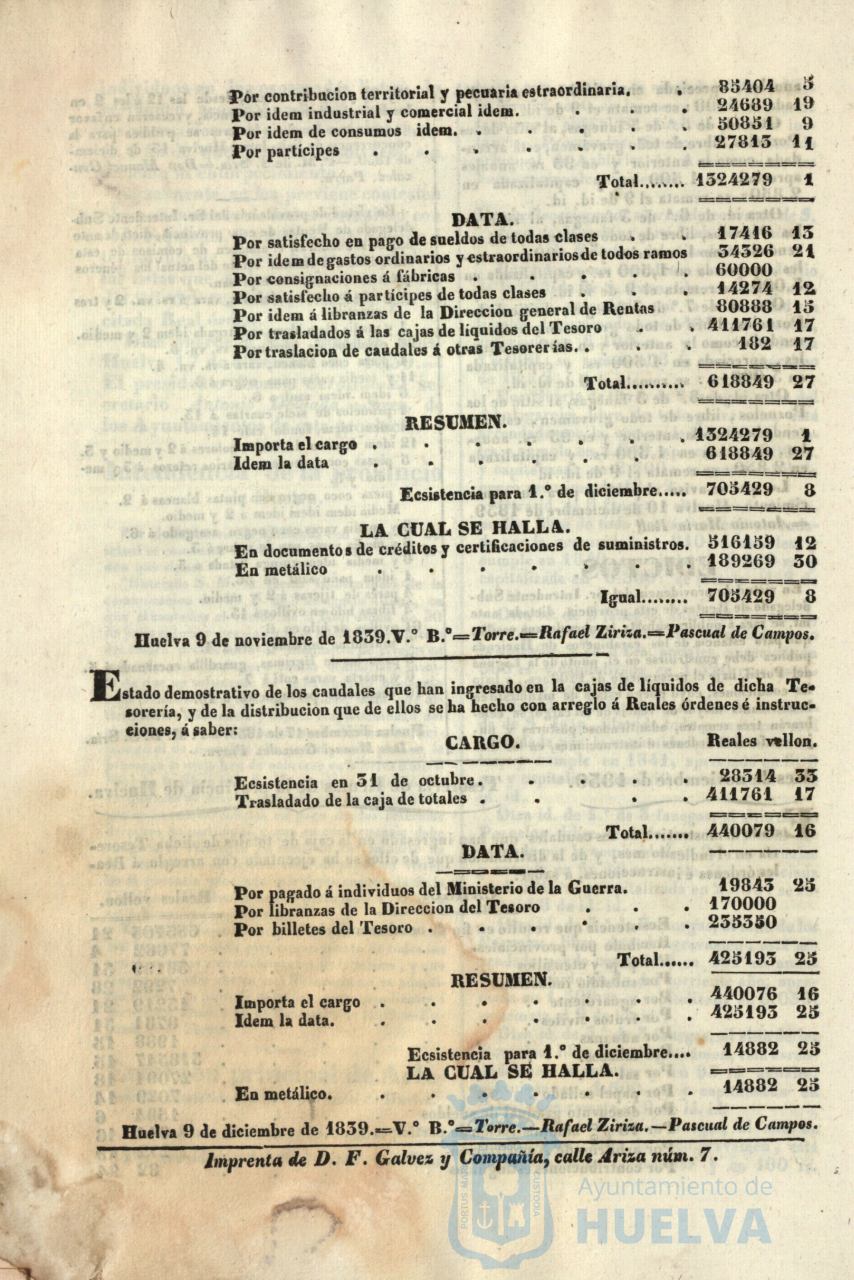 Por contribucion territorial y pecuaria estraordinaria. . 85404 5
Por idem industrial y comercial idem. . . . 24689 19
Por idem de consumos idem. . . . . . 50851 9
Por partícipes . . . . . . . 27813 11
Total........ 1324279 1
DATA.
Por satisfecho en pago de sueldos de todas clases . . 17416 13
Por idem de gastos ordinarios y estraordinarios de todos ramos 34326 21
Por consignaciones á fábricas . . . . . 60000
Por satisfecho á partícipes de todas clases . . . 14274 12
Por idem á libranzas de la Direccion general de Rentas 80888 15
Por trasladados á las cajas de líquidos del Tesoro . . 411761 17
Por traslacion de caudales á otras Tesorerías. . . . 182 17
Total.......... 618849 27
RESUMEN.
Importa el cargo . . . . . . . 1324279 1
Idem la data . . . . . . . 618849 27
Ecsistencia para 1.º de diciembre..... 705429 8
LA CUAL SE HALLA.
En documentos de créditos y certificaciones de suministros. 516159 12
En metálico . . . . . . . 189269 30
Igual........ 705429 8
Huelva 9 de noviembre de 1839.V.º B.º=Torre.=Rafael Ziriza.=Pascual de Campos.
Estado demostrativo de los caudales que han ingresado en la cajas de líquidos de dicha Te-
sorería, y de la distribucion que de ellos se ha hecho con arreglo á Reales órdenes é instruc-
ciones, á saber:
CARGO. Reales vellon.
Ecsistencia en 31 de octubre. . . . . . 28314 33
Trasladado de la caja de totales . . . . 411761 17
Total....... 440079 16
DATA.
Por pagado á individuos del Ministerio de la Guerra. 19843 25
Por libranzas de la Direccion del Tesoro . . . 170000
Por billetes del Tesoro . . . . . . 235350
Total...... 425193 25
RESUMEN.
Importa el cargo . . . . . . . 440076 16
Idem la data. . . . . . . . 425193 25
Ecsistencia para 1.º de diciembre.... 14882 25
LA CUAL SE HALLA.
En metálico. . . . . . . . 14882 25
Huelva 9 de diciembre de 1839.=V.º B.º=Torre.—Rafael Ziriza.—Pascual de Campos.
Imprenta de D. F. Galvez y Compañía, calle Ariza núm. 7.
PORTUS MARIS
CUSTODIA
Ayuntamiento de
HUELVA